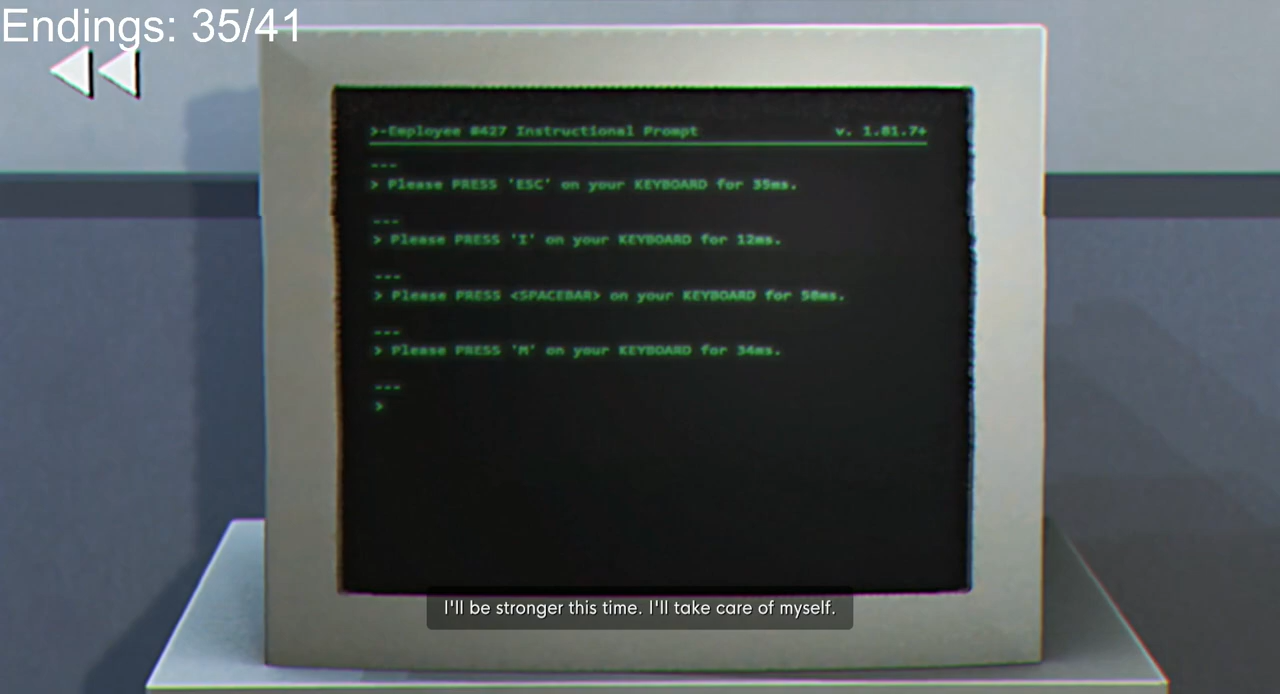 Endings: 35/41
>-Employee #427 Instructional Prompt v. 1.81.7+
---
> Please PRESS 'ESC' on your KEYBOARD for 35ms.
---
> Please PRESS 'I' on your KEYBOARD for 12ms.
---
> Please PRESS <SPACEBAR> on your KEYBOARD for 58ms.
---
> Please PRESS 'M' on your KEYBOARD for 34ms.
---
>
I'll be stronger this time. I'll take care of myself.